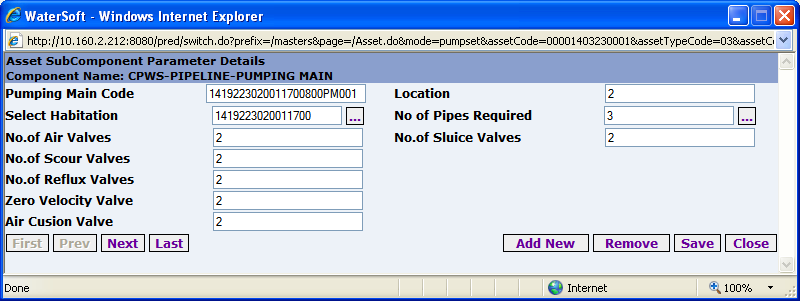 WaterSoft - Windows Internet Explorer
http://10.160.2.212:8080/pred/switch.do?prefix=/masters&page=/Asset.do&mode=pumpset&assetCode=00001403230001&assetTypeCode=03&assetCo
Asset SubComponent Parameter Details
Component Name: CPWS-PIPELINE-PUMPING MAIN
Pumping Main Code 1419223020011700800PM001 Location 2
Select Habitation 1419223020011700 ... No of Pipes Required 3 ...
No.of Air Valves 2 No.of Sluice Valves 2
No.of Scour Valves 2
No.of Reflux Valves 2
Zero Velocity Valve 2
Air Cusion Valve 2
First Prev Next Last Add New Remove Save Close
Done Internet 100%